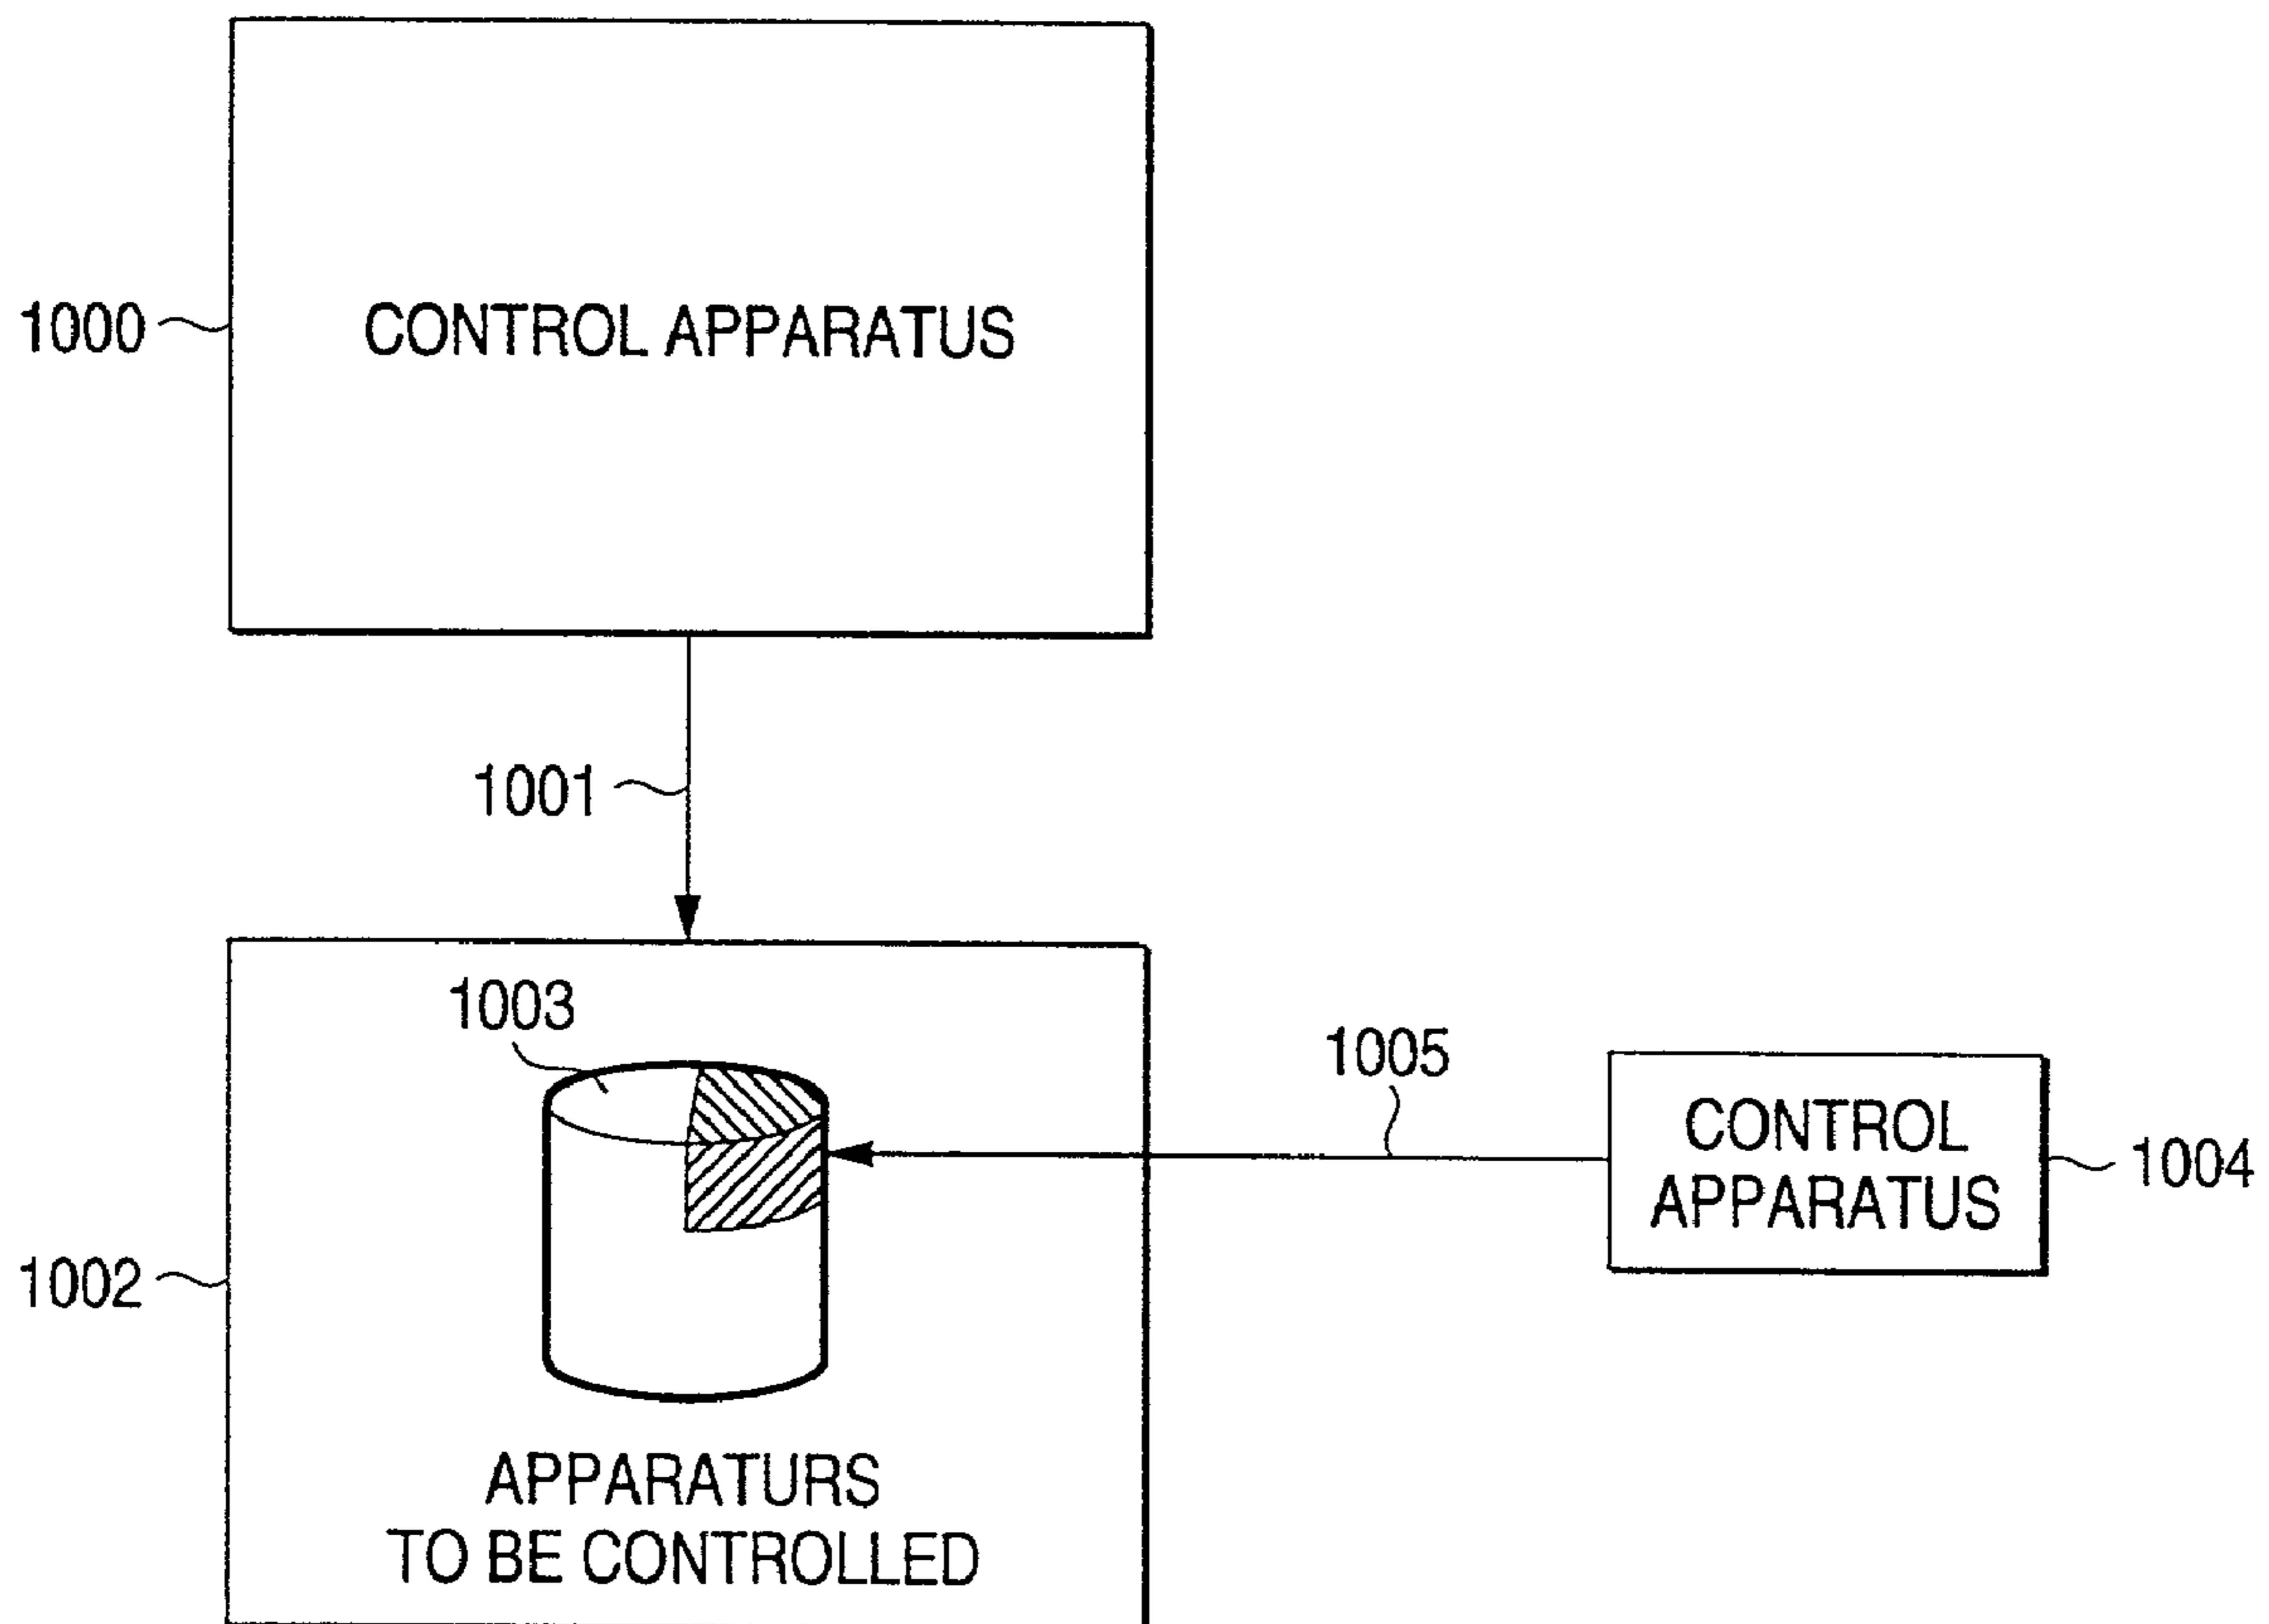 1000
CONTROL APPARATUS
1001
1003
1005
CONTROL
APPARATUS
1004
1002
APPARATURS
TO BE CONTROLLED